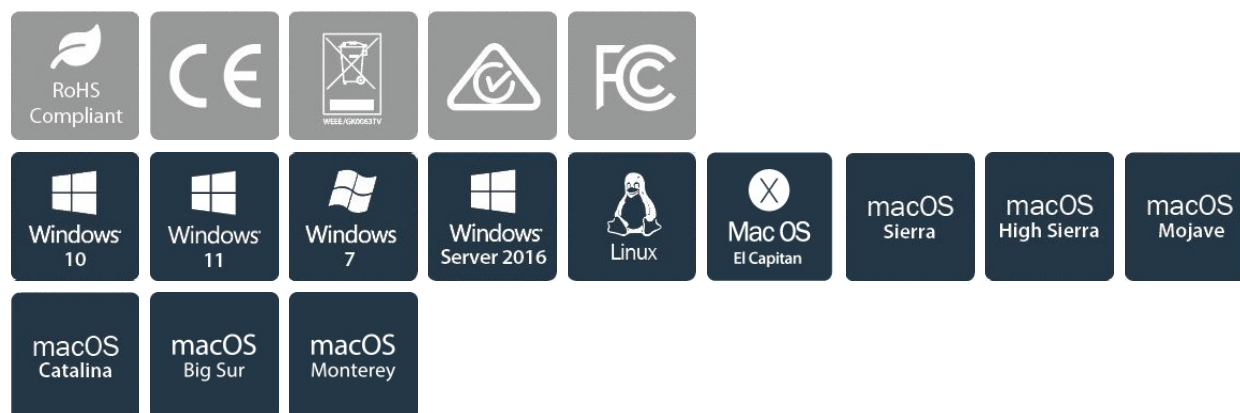 RoHS
Compliant
CE
WEEE/GK0063TV
FC
Windows
10
Windows
11
Windows
7
Windows
Server 2016
Linux
X
Mac OS
El Capitan
macOS
Sierra
macOS
High Sierra
macOS
Mojave
macOS
Catalina
macOS
Big Sur
macOS
Monterey